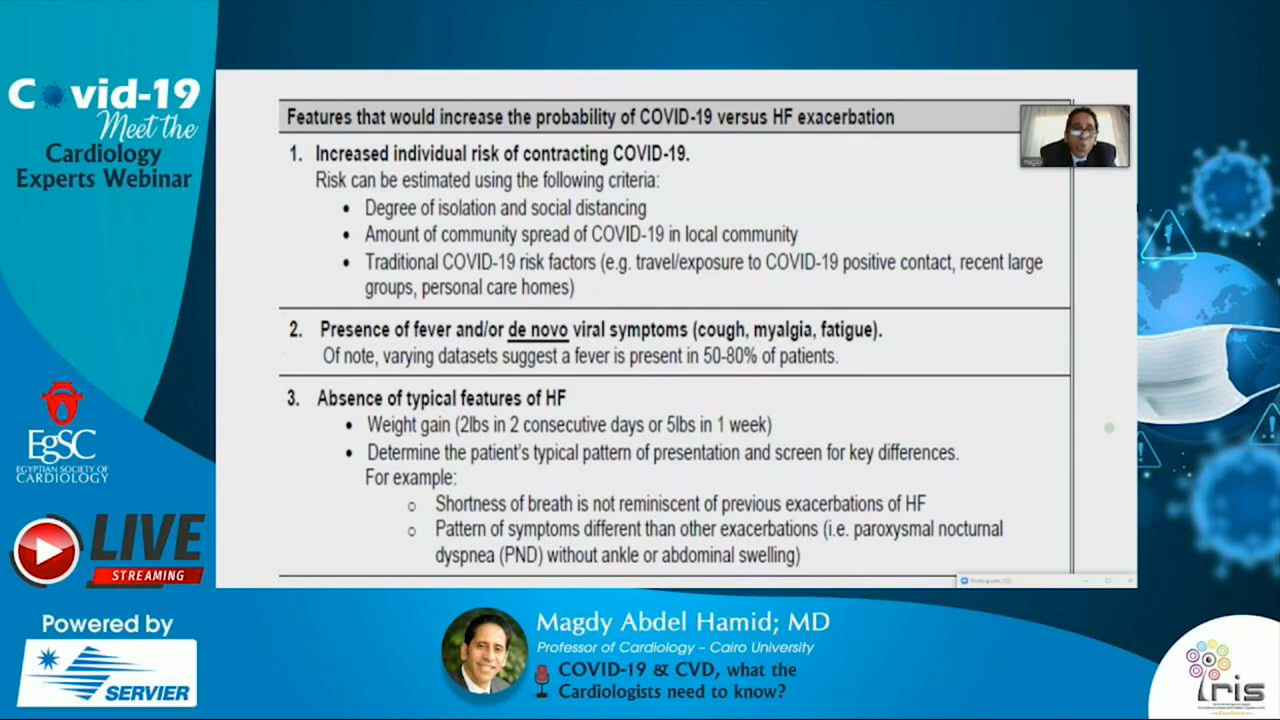 Covid-19
Meet the
Cardiology
Experts Webinar
EgSC
EGYPTIAN SOCIETY OF
CARDIOLOGY
LIVE
STREAMING
Powered by
SERVIER
Features that would increase the probability of COVID-19 versus HF exacerbation
1. Increased individual risk of contracting COVID-19.
Risk can be estimated using the following criteria:
• Degree of isolation and social distancing
• Amount of community spread of COVID-19 in local community
• Traditional COVID-19 risk factors (e.g. travel/exposure to COVID-19 positive contact, recent large
groups, personal care homes)
2. Presence of fever and/or de novo viral symptoms (cough, myalgia, fatigue).
Of note, varying datasets suggest a fever is present in 50-80% of patients.
3. Absence of typical features of HF
• Weight gain (2lbs in 2 consecutive days or 5lbs in 1 week)
• Determine the patient's typical pattern of presentation and screen for key differences.
For example:
o Shortness of breath is not reminiscent of previous exacerbations of HF
o Pattern of symptoms different than other exacerbations (i.e. paroxysmal nocturnal
dyspnea (PND) without ankle or abdominal swelling)
Magdy Abdel Hamid; MD
Professor of Cardiology – Cairo University
COVID-19 & CVD, what the
Cardiologists need to know?
iris